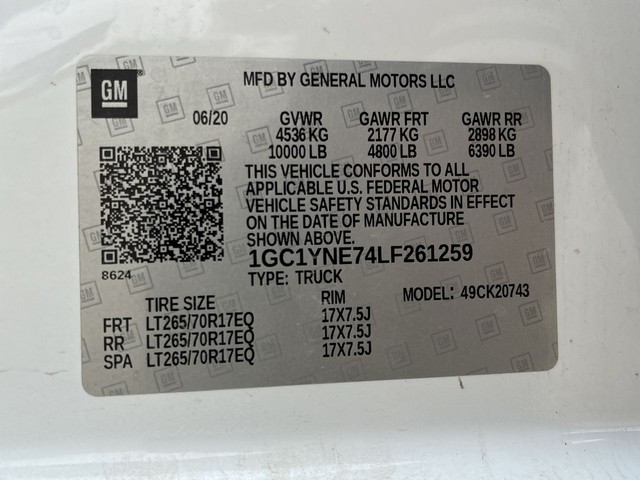 GM
MFD BY GENERAL MOTORS LLC
06/20 GVWR GAWR FRT GAWR RR
4536 KG 2177 KG 2898 KG
10000 LB 4800 LB 6390 LB
THIS VEHICLE CONFORMS TO ALL
APPLICABLE U.S. FEDERAL MOTOR
VEHICLE SAFETY STANDARDS IN EFFECT
ON THE DATE OF MANUFACTURE
SHOWN ABOVE.
8624
1GC1YNE74LF261259
TYPE: TRUCK
TIRE SIZE RIM MODEL: 49CK20743
FRT LT265/70R17EQ 17X7.5J
RR LT265/70R17EQ 17X7.5J
SPA LT265/70R17EQ 17X7.5J